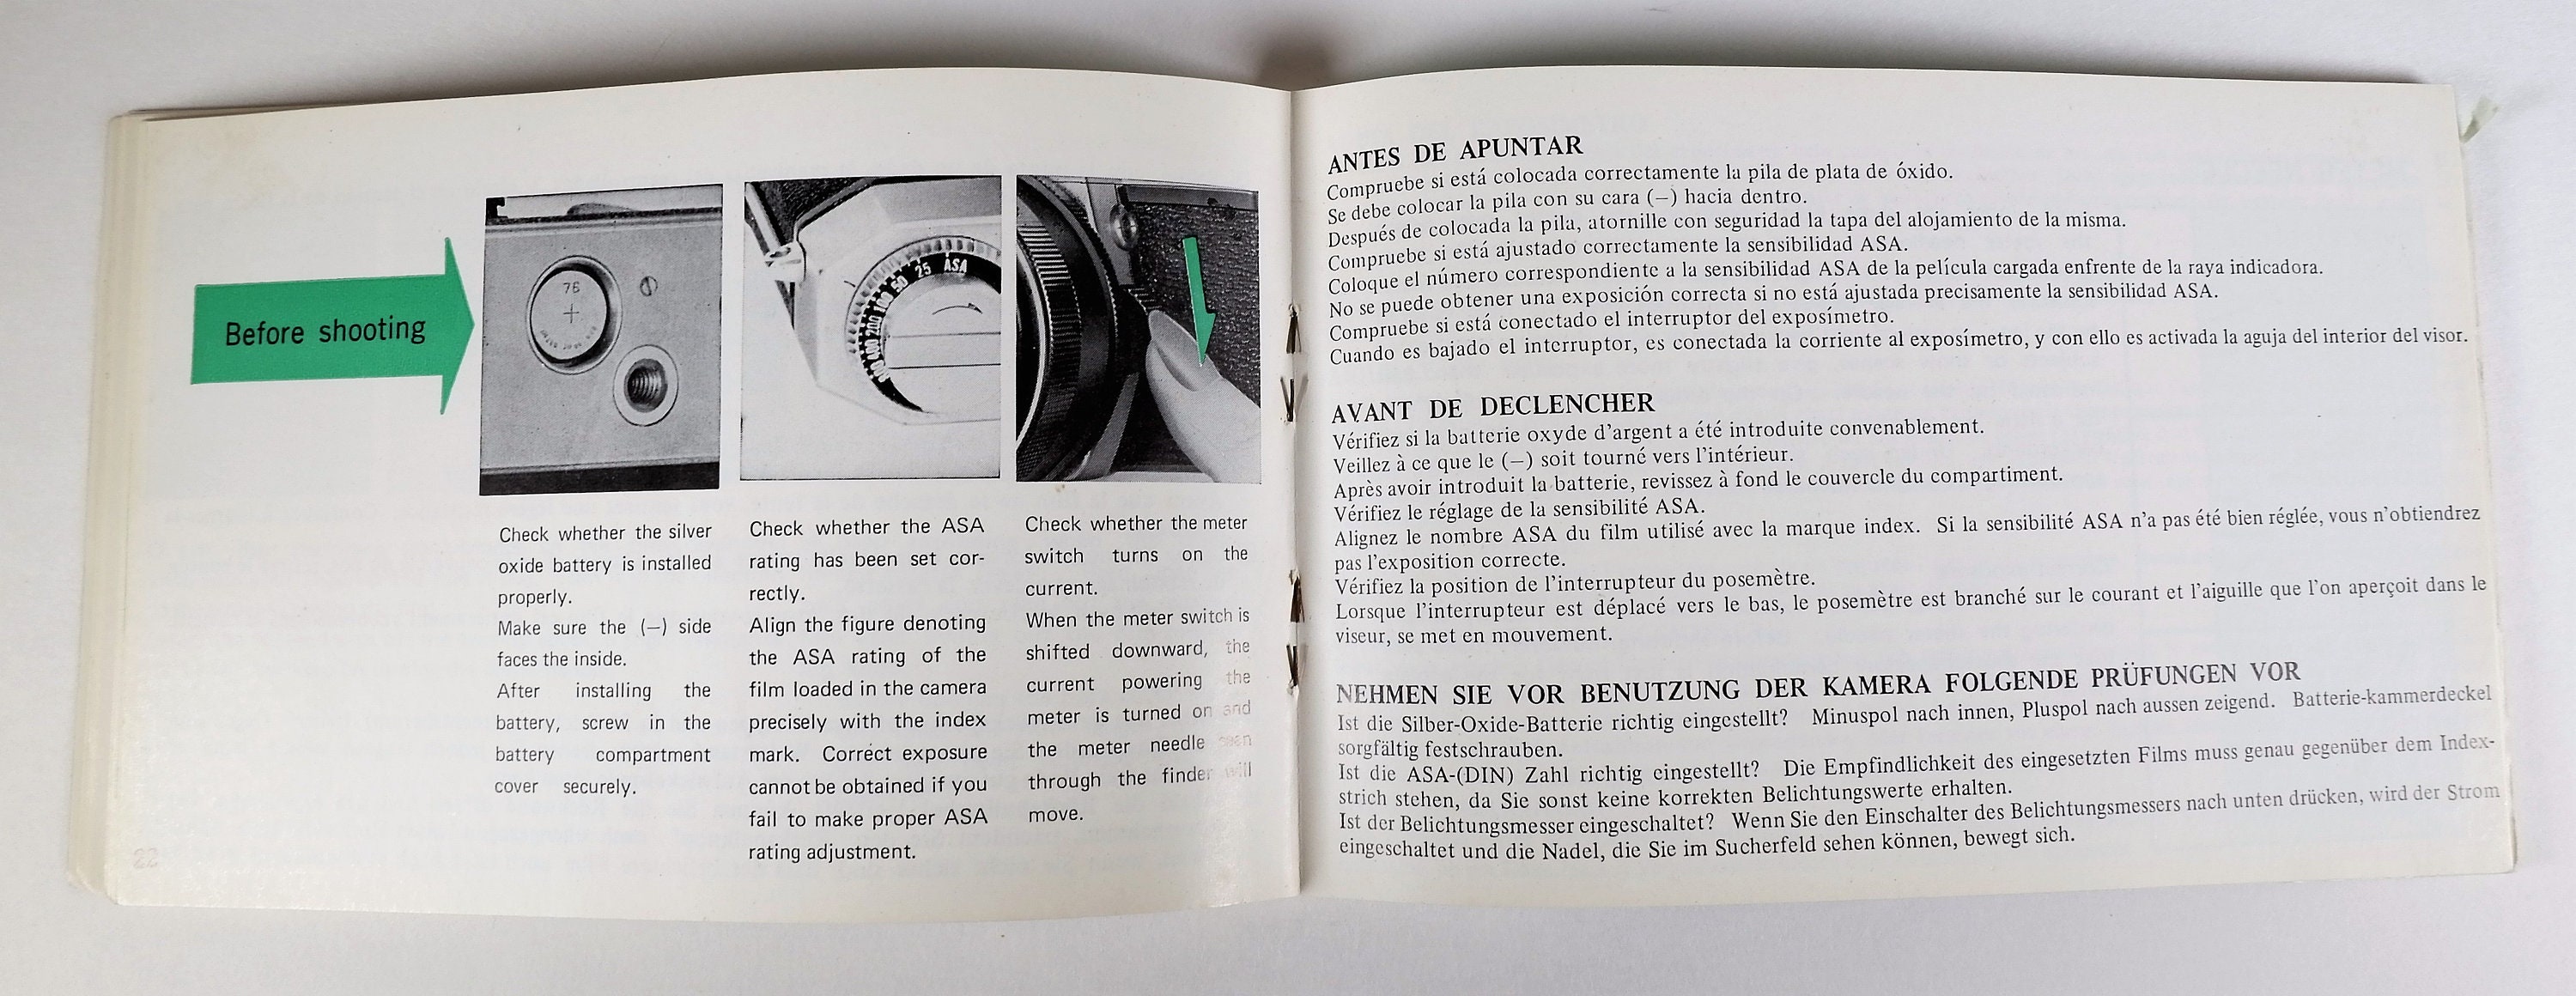 Before shooting
76
+
25 ASA
50
100
200
400
800
Check whether the silver
oxide battery is installed
properly.
Make sure the (−) side
faces the inside.
After installing the
battery, screw in the
battery compartment
cover securely.
Check whether the ASA
rating has been set cor-
rectly.
Align the figure denoting
the ASA rating of the
film loaded in the camera
precisely with the index
mark. Correct exposure
cannot be obtained if you
fail to make proper ASA
rating adjustment.
Check whether the meter
switch turns on the
current.
When the meter switch is
shifted downward, the
current powering the
meter is turned on and
the meter needle seen
through the finder will
move.
22
ANTES DE APUNTAR
Compruebe si está colocada correctamente la pila de plata de óxido.
Se debe colocar la pila con su cara (−) hacia dentro.
Después de colocada la pila, atornille con seguridad la tapa del alojamiento de la misma.
Compruebe si está ajustado correctamente la sensibilidad ASA.
Coloque el número correspondiente a la sensibilidad ASA de la película cargada enfrente de la raya indicadora.
No se puede obtener una exposición correcta si no está ajustada precisamente la sensibilidad ASA.
Compruebe si está conectado el interruptor del exposímetro.
Cuando es bajado el interruptor, es conectada la corriente al exposímetro, y con ello es activada la aguja del interior del visor.
AVANT DE DECLENCHER
Vérifiez si la batterie oxyde d'argent a été introduite convenablement.
Veillez à ce que le (−) soit tourné vers l'intérieur.
Après avoir introduit la batterie, revissez à fond le couvercle du compartiment.
Vérifiez le réglage de la sensibilité ASA.
Alignez le nombre ASA du film utilisé avec la marque index. Si la sensibilité ASA n'a pas été bien réglée, vous n'obtiendrez
pas l'exposition correcte.
Vérifiez la position de l'interrupteur du posemètre.
Lorsque l'interrupteur est déplacé vers le bas, le posemètre est branché sur le courant et l'aiguille que l'on aperçoit dans le
viseur, se met en mouvement.
NEHMEN SIE VOR BENUTZUNG DER KAMERA FOLGENDE PRÜFUNGEN VOR
Ist die Silber-Oxide-Batterie richtig eingestellt? Minuspol nach innen, Pluspol nach aussen zeigend. Batterie-kammerdeckel
sorgfältig festschrauben.
Ist die ASA-(DIN) Zahl richtig eingestellt? Die Empfindlichkeit des eingesetzten Films muss genau gegenüber dem Index-
strich stehen, da Sie sonst keine korrekten Belichtungswerte erhalten.
Ist der Belichtungsmesser eingeschaltet? Wenn Sie den Einschalter des Belichtungsmessers nach unten drücken, wird der Strom
eingeschaltet und die Nadel, die Sie im Sucherfeld sehen können, bewegt sich.